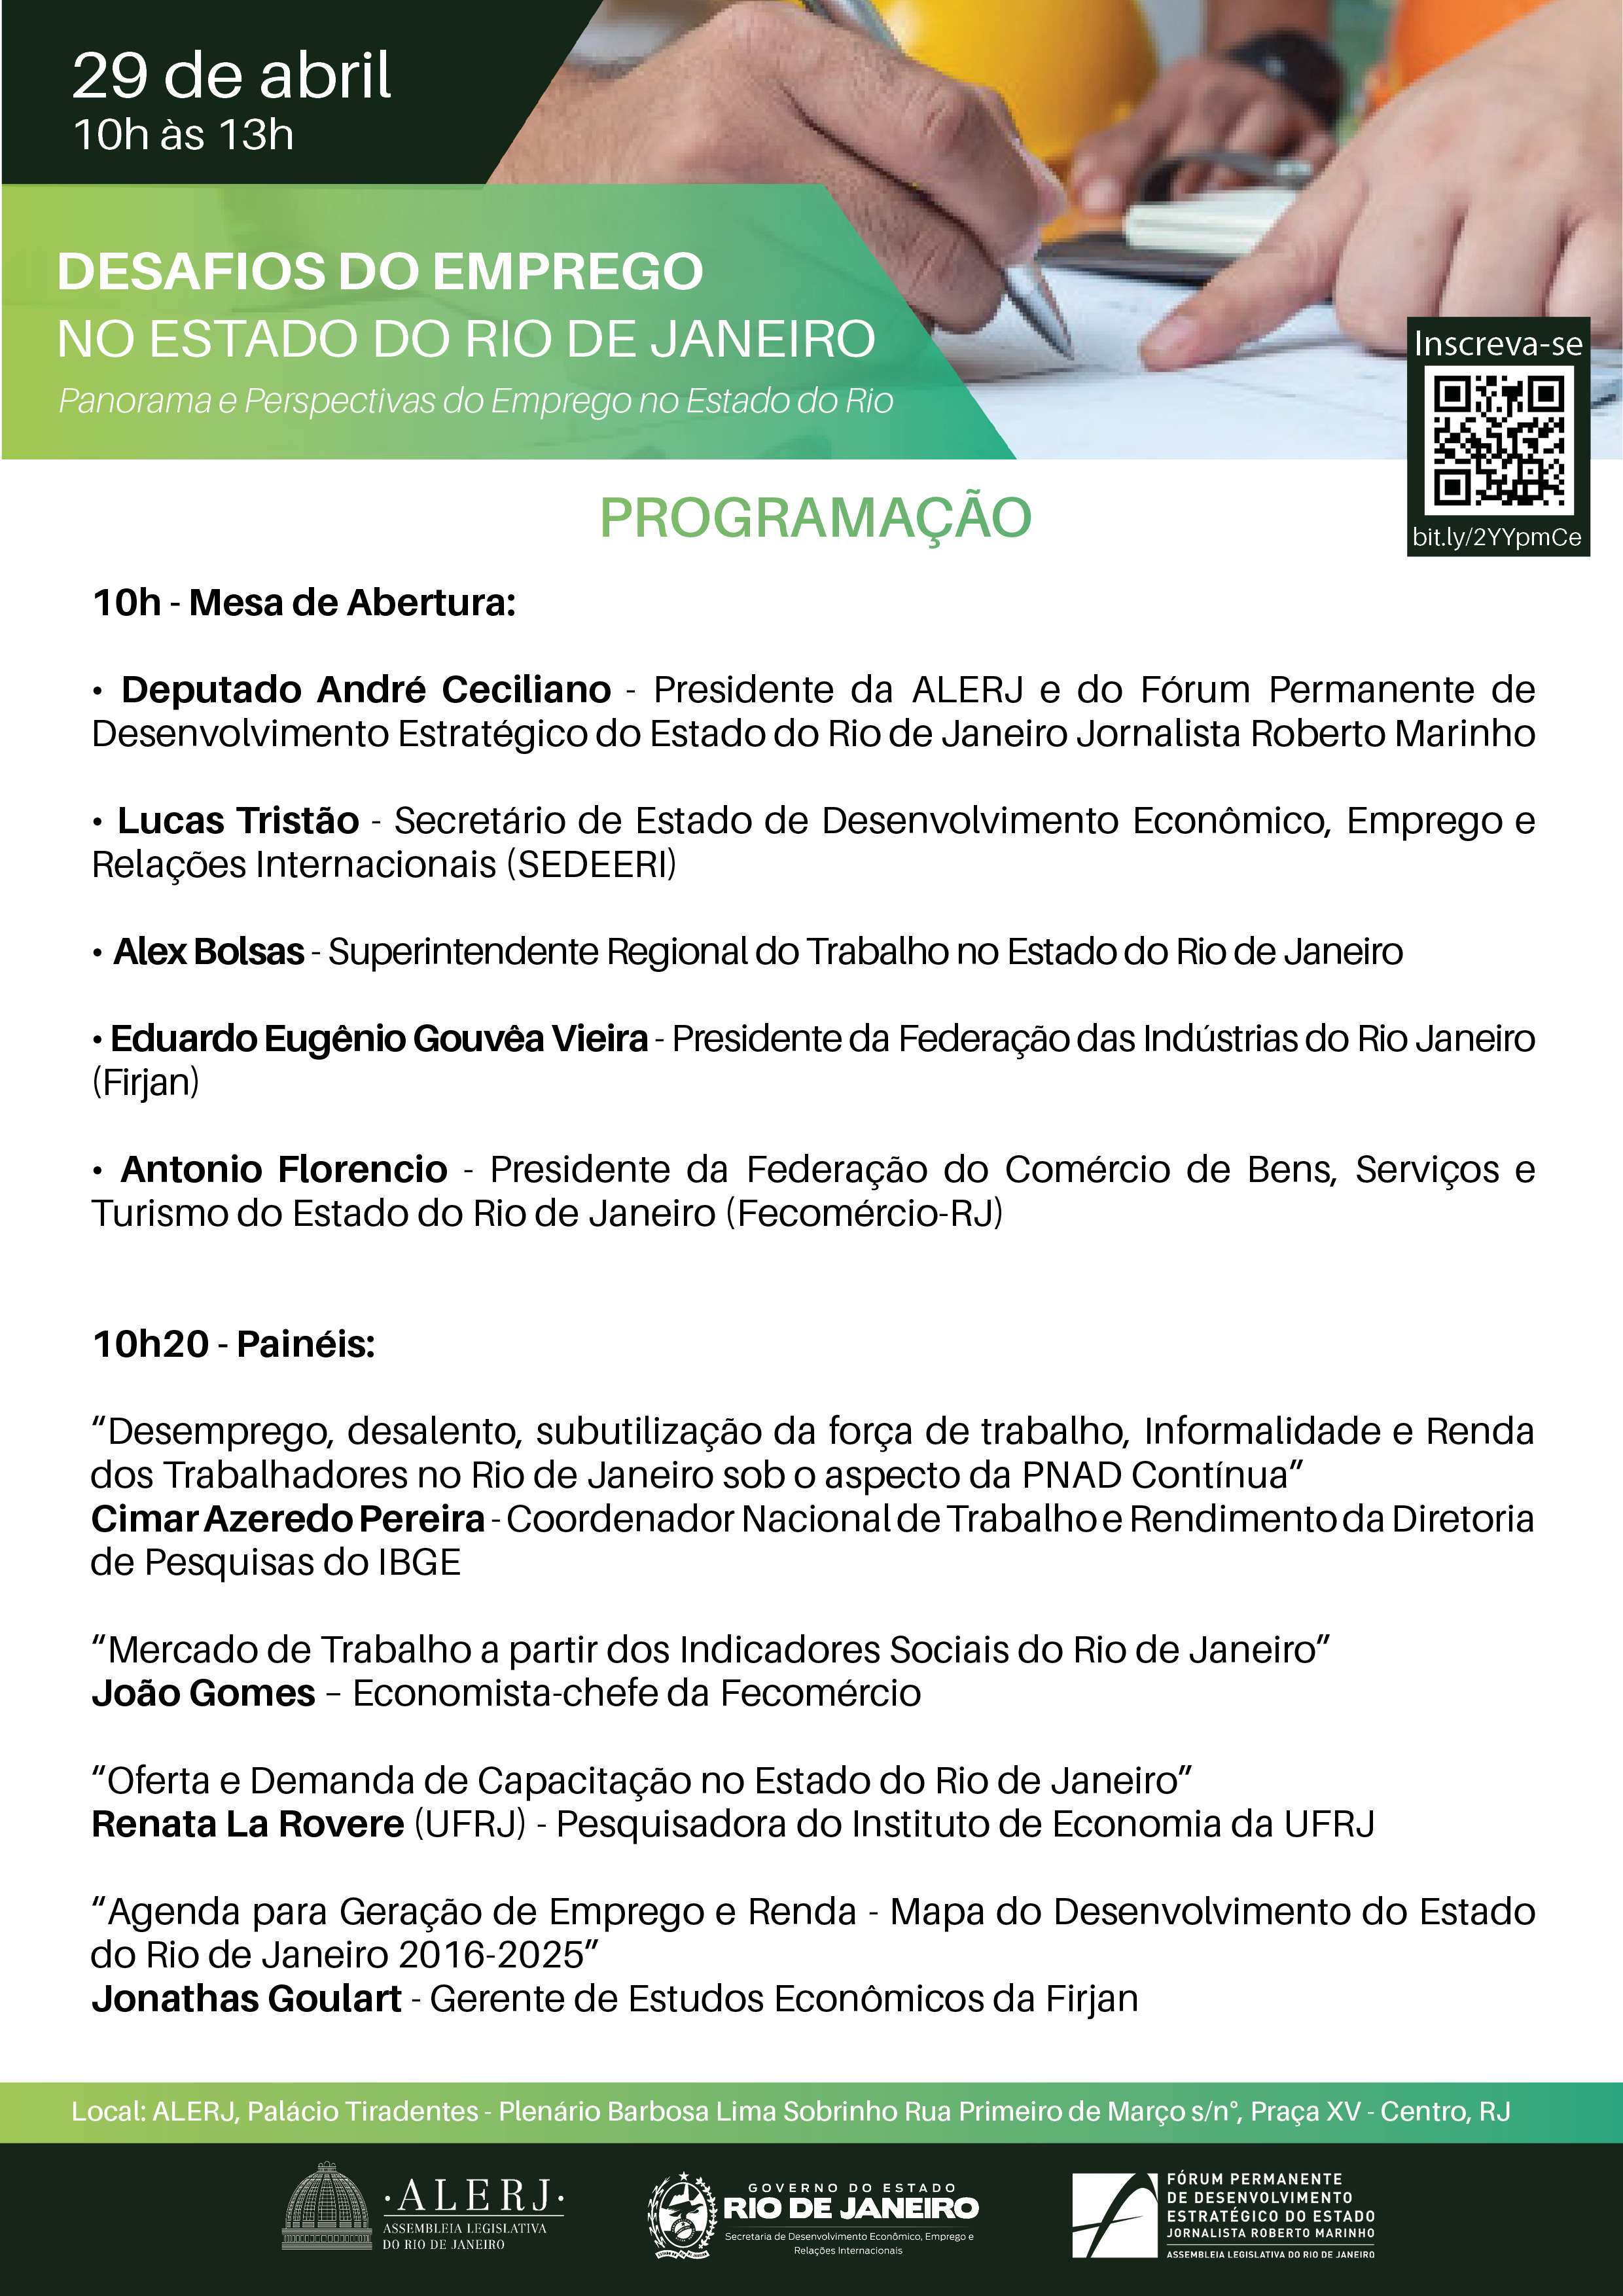 29 de abril
10h às 13h
DESAFIOS DO EMPREGO
NO ESTADO DO RIO DE JANEIRO
Panorama e Perspectivas do Emprego no Estado do Rio
Inscreva-se
bit.ly/2YYpmCe
PROGRAMAÇÃO
10h - Mesa de Abertura:
• Deputado André Ceciliano - Presidente da ALERJ e do Fórum Permanente de
Desenvolvimento Estratégico do Estado do Rio de Janeiro Jornalista Roberto Marinho
• Lucas Tristão - Secretário de Estado de Desenvolvimento Econômico, Emprego e
Relações Internacionais (SEDEERI)
• Alex Bolsas - Superintendente Regional do Trabalho no Estado do Rio de Janeiro
• Eduardo Eugênio Gouvêa Vieira - Presidente da Federação das Indústrias do Rio Janeiro
(Firjan)
• Antonio Florencio - Presidente da Federação do Comércio de Bens, Serviços e
Turismo do Estado do Rio de Janeiro (Fecomércio-RJ)
10h20 - Painéis:
“Desemprego, desalento, subutilização da força de trabalho, Informalidade e Renda
dos Trabalhadores no Rio de Janeiro sob o aspecto da PNAD Contínua”
Cimar Azeredo Pereira - Coordenador Nacional de Trabalho e Rendimento da Diretoria
de Pesquisas do IBGE
“Mercado de Trabalho a partir dos Indicadores Sociais do Rio de Janeiro”
João Gomes – Economista-chefe da Fecomércio
“Oferta e Demanda de Capacitação no Estado do Rio de Janeiro”
Renata La Rovere (UFRJ) - Pesquisadora do Instituto de Economia da UFRJ
“Agenda para Geração de Emprego e Renda - Mapa do Desenvolvimento do Estado
do Rio de Janeiro 2016-2025”
Jonathas Goulart - Gerente de Estudos Econômicos da Firjan
Local: ALERJ, Palácio Tiradentes - Plenário Barbosa Lima Sobrinho Rua Primeiro de Março s/n°, Praça XV - Centro, RJ
·ALERJ·
ASSEMBLEIA LEGISLATIVA
DO RIO DE JANEIRO
GOVERNO DO ESTADO
RIO DE JANEIRO
Secretaria de Desenvolvimento Econômico, Emprego e
Relações Internacionais
FÓRUM PERMANENTE
DE DESENVOLVIMENTO
ESTRATÉGICO DO ESTADO
JORNALISTA ROBERTO MARINHO
ASSEMBLEIA LEGISLATIVA DO RIO DE JANEIRO